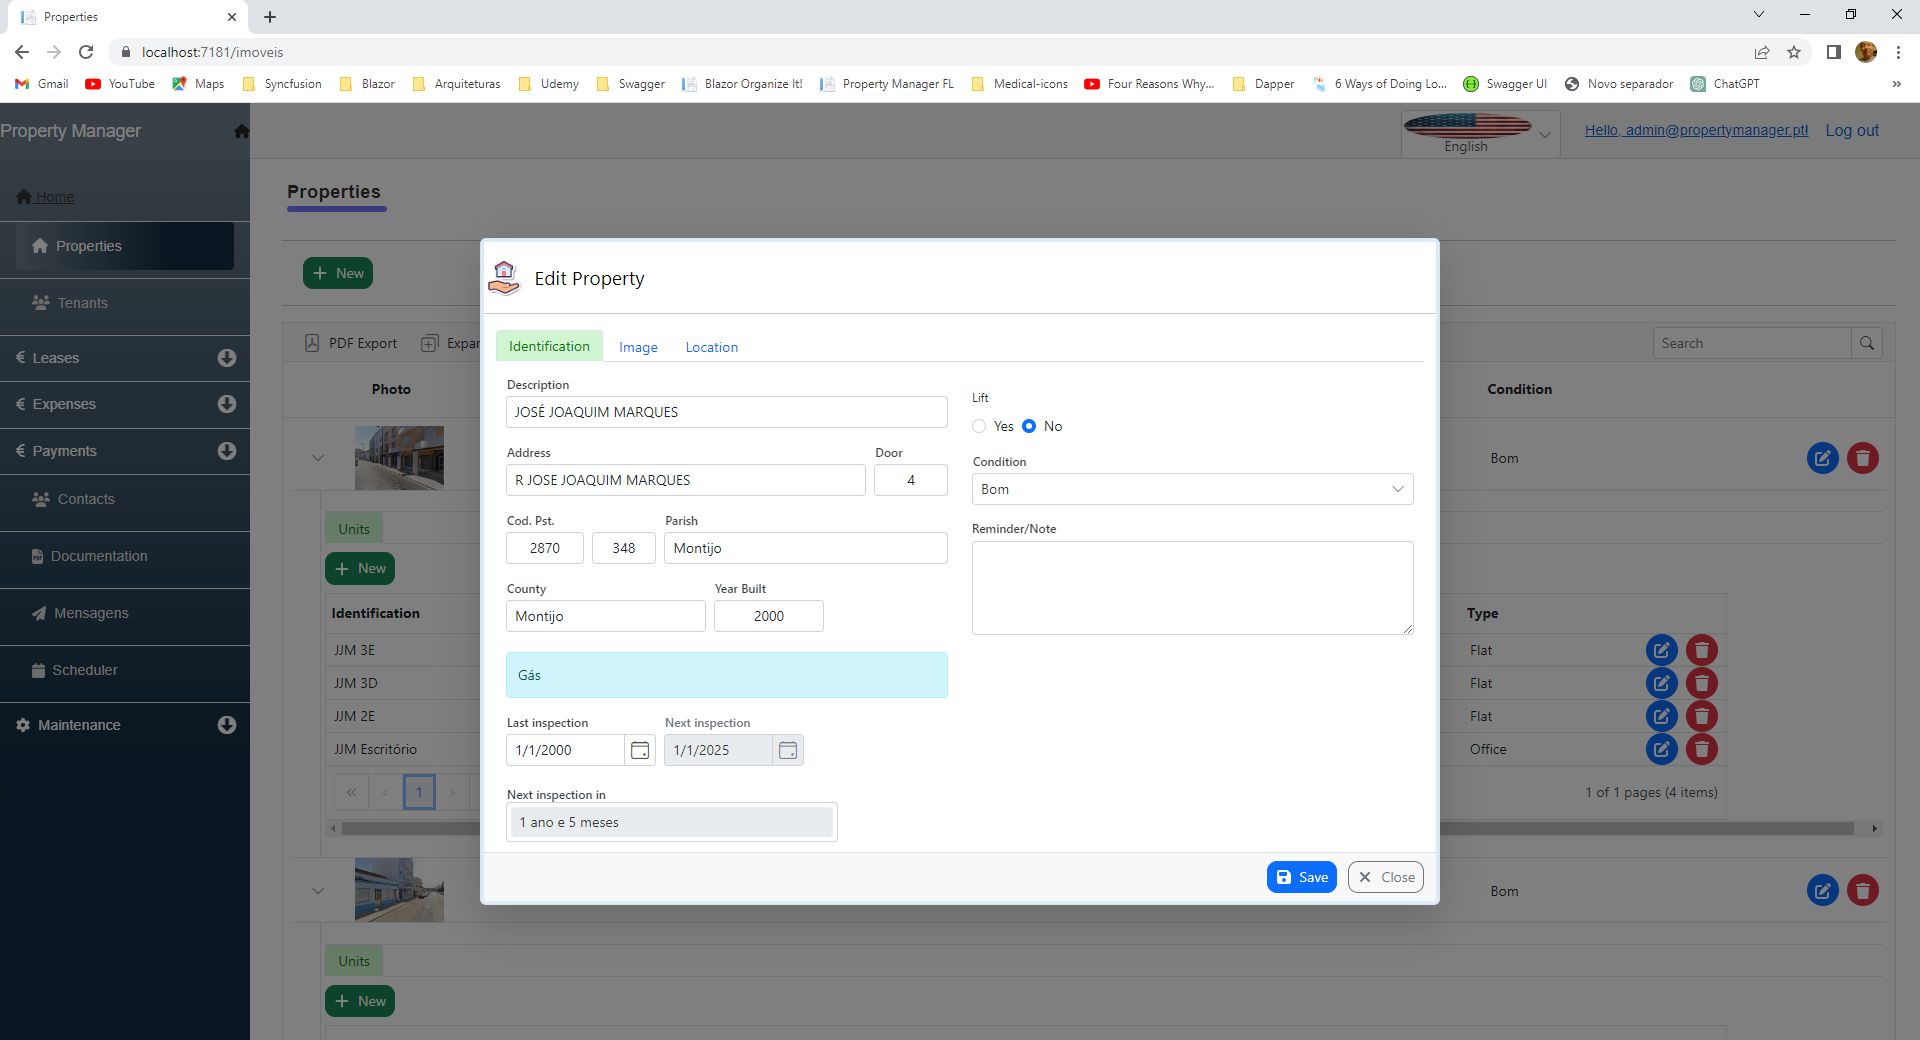 Properties
localhost:7181/imoveis
Gmail YouTube Maps Syncfusion Blazor Arquiteturas Udemy Swagger Blazor Organize It! Property Manager FL Medical-icons Four Reasons Why... Dapper 6 Ways of Doing Lo... Swagger UI Novo separador ChatGPT »
Property Manager
English
Hello, admin@propertymanager.pt! Log out
Home
Properties
Tenants
€ Leases
€ Expenses
€ Payments
Contacts
Documentation
Mensagens
Scheduler
Maintenance
Properties
New
PDF Export Expan
Search
Photo
Condition
Bom
Units
New
Identification
Type
JJM 3E
Flat
JJM 3D
Flat
JJM 2E
Flat
JJM Escritório
Office
1
1 of 1 pages (4 items)
Bom
Units
New
Edit Property
Identification Image Location
Description
JOSÉ JOAQUIM MARQUES
Address Door
R JOSE JOAQUIM MARQUES 4
Cod. Pst. Parish
2870 348 Montijo
County Year Built
Montijo 2000
Gás
Last inspection Next inspection
1/1/2000 1/1/2025
Next inspection in
1 ano e 5 meses
Lift
Yes No
Condition
Bom
Reminder/Note
Save Close